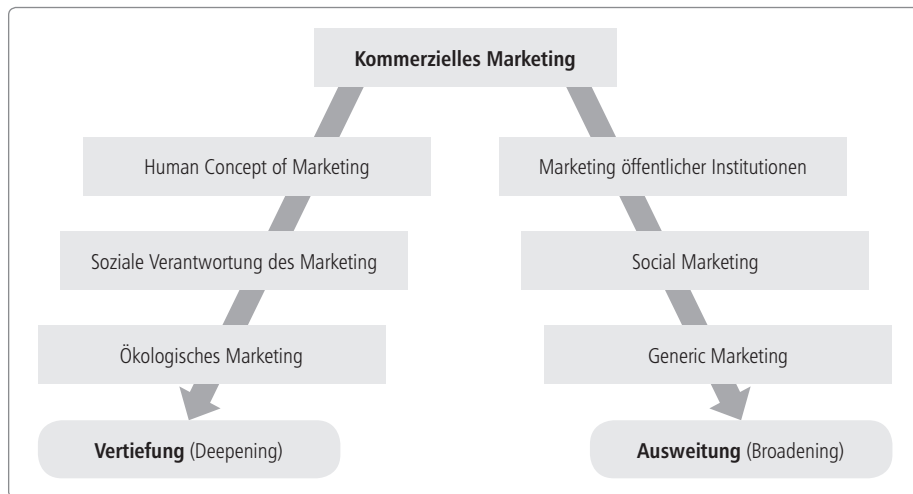 Kommerzielles Marketing
Human Concept of Marketing
Marketing öffentlicher Institutionen
Soziale Verantwortung des Marketing
Social Marketing
Ökologisches Marketing
Generic Marketing
Vertiefung (Deepening)
Ausweitung (Broadening)